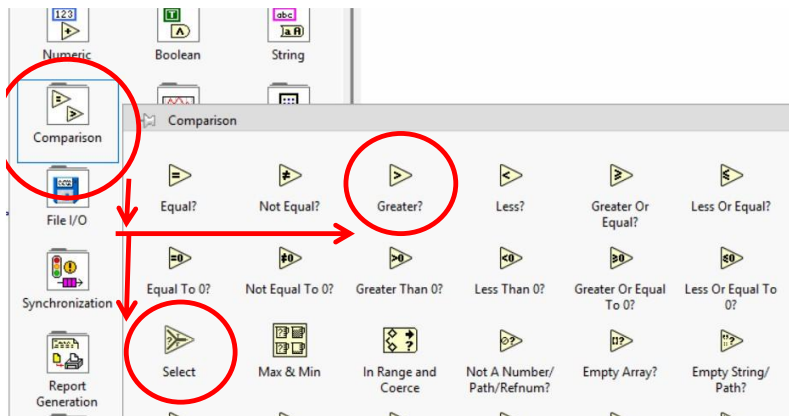 123
abc
a A
Numeric
Boolean
String
Comparison
Comparison
Equal?
Not Equal?
Greater?
Less?
Greater Or
Equal?
Less Or Equal?
File I/O
Equal To 0?
Not Equal To 0?
Greater Than 0?
Less Than 0?
Greater Or Equal
To 0?
Less Or Equal To
0?
Synchronization
Select
Max & Min
In Range and
Coerce
Not A Number/
Path/Refnum?
Empty Array?
Empty String/
Path?
Report
Generation